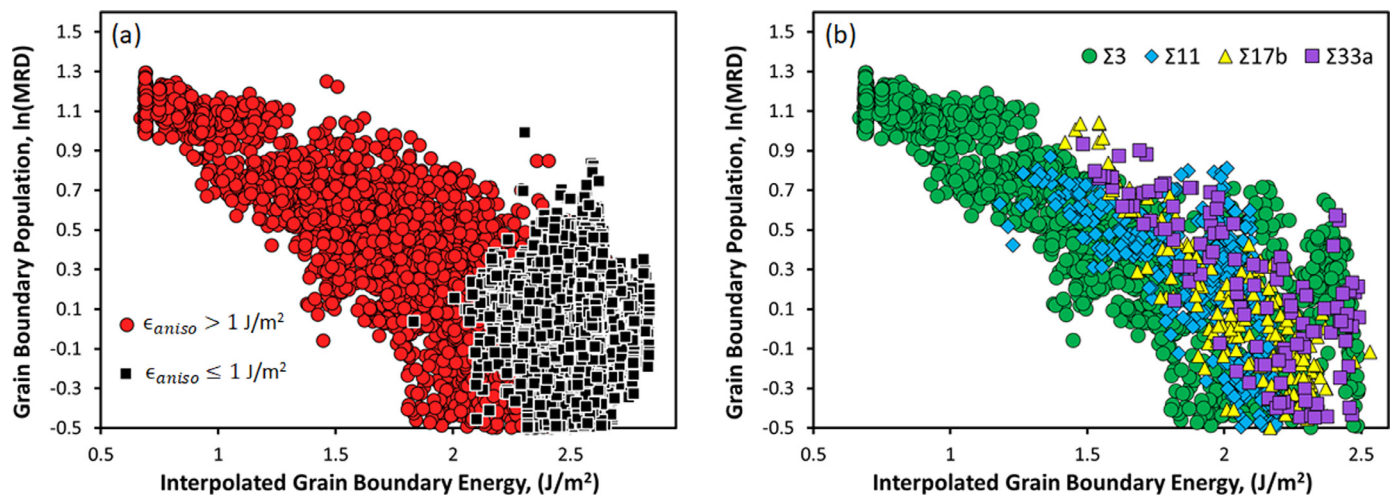 (a)
Grain Boundary Population, ln(MRD)
1.5
1.3
1.1
0.9
0.7
0.5
0.3
0.1
-0.1
-0.3
-0.5
ϵaniso > 1 J/m²
ϵaniso ≤ 1 J/m²
0.5 1 1.5 2 2.5
Interpolated Grain Boundary Energy, (J/m²)
(b)
Σ3 Σ11 Σ17b Σ33a
Grain Boundary Population, ln(MRD)
1.5
1.3
1.1
0.9
0.7
0.5
0.3
0.1
-0.1
-0.3
-0.5
0.5 1 1.5 2 2.5
Interpolated Grain Boundary Energy, (J/m²)